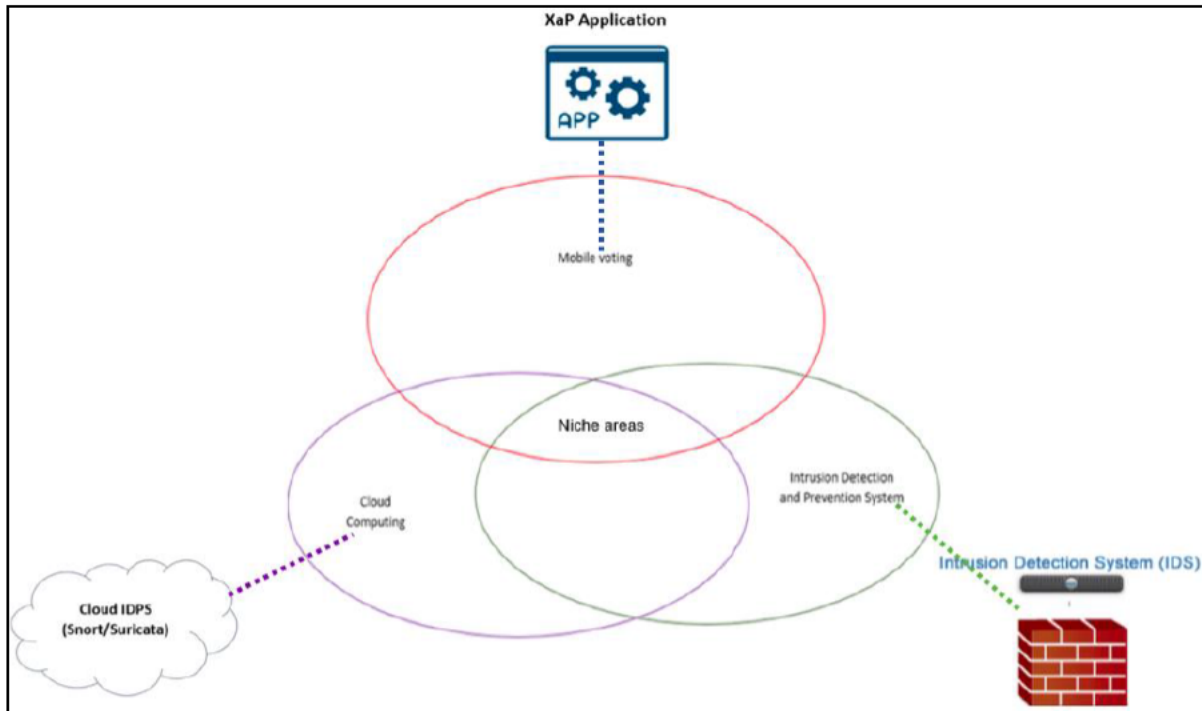 XaP Application
APP
Mobile voting
Niche areas
Cloud
Computing
Intrusion Detection
and Prevention System
Intrusion Detection System (IDS)
Cloud IDPS
(Snort/Suricata)